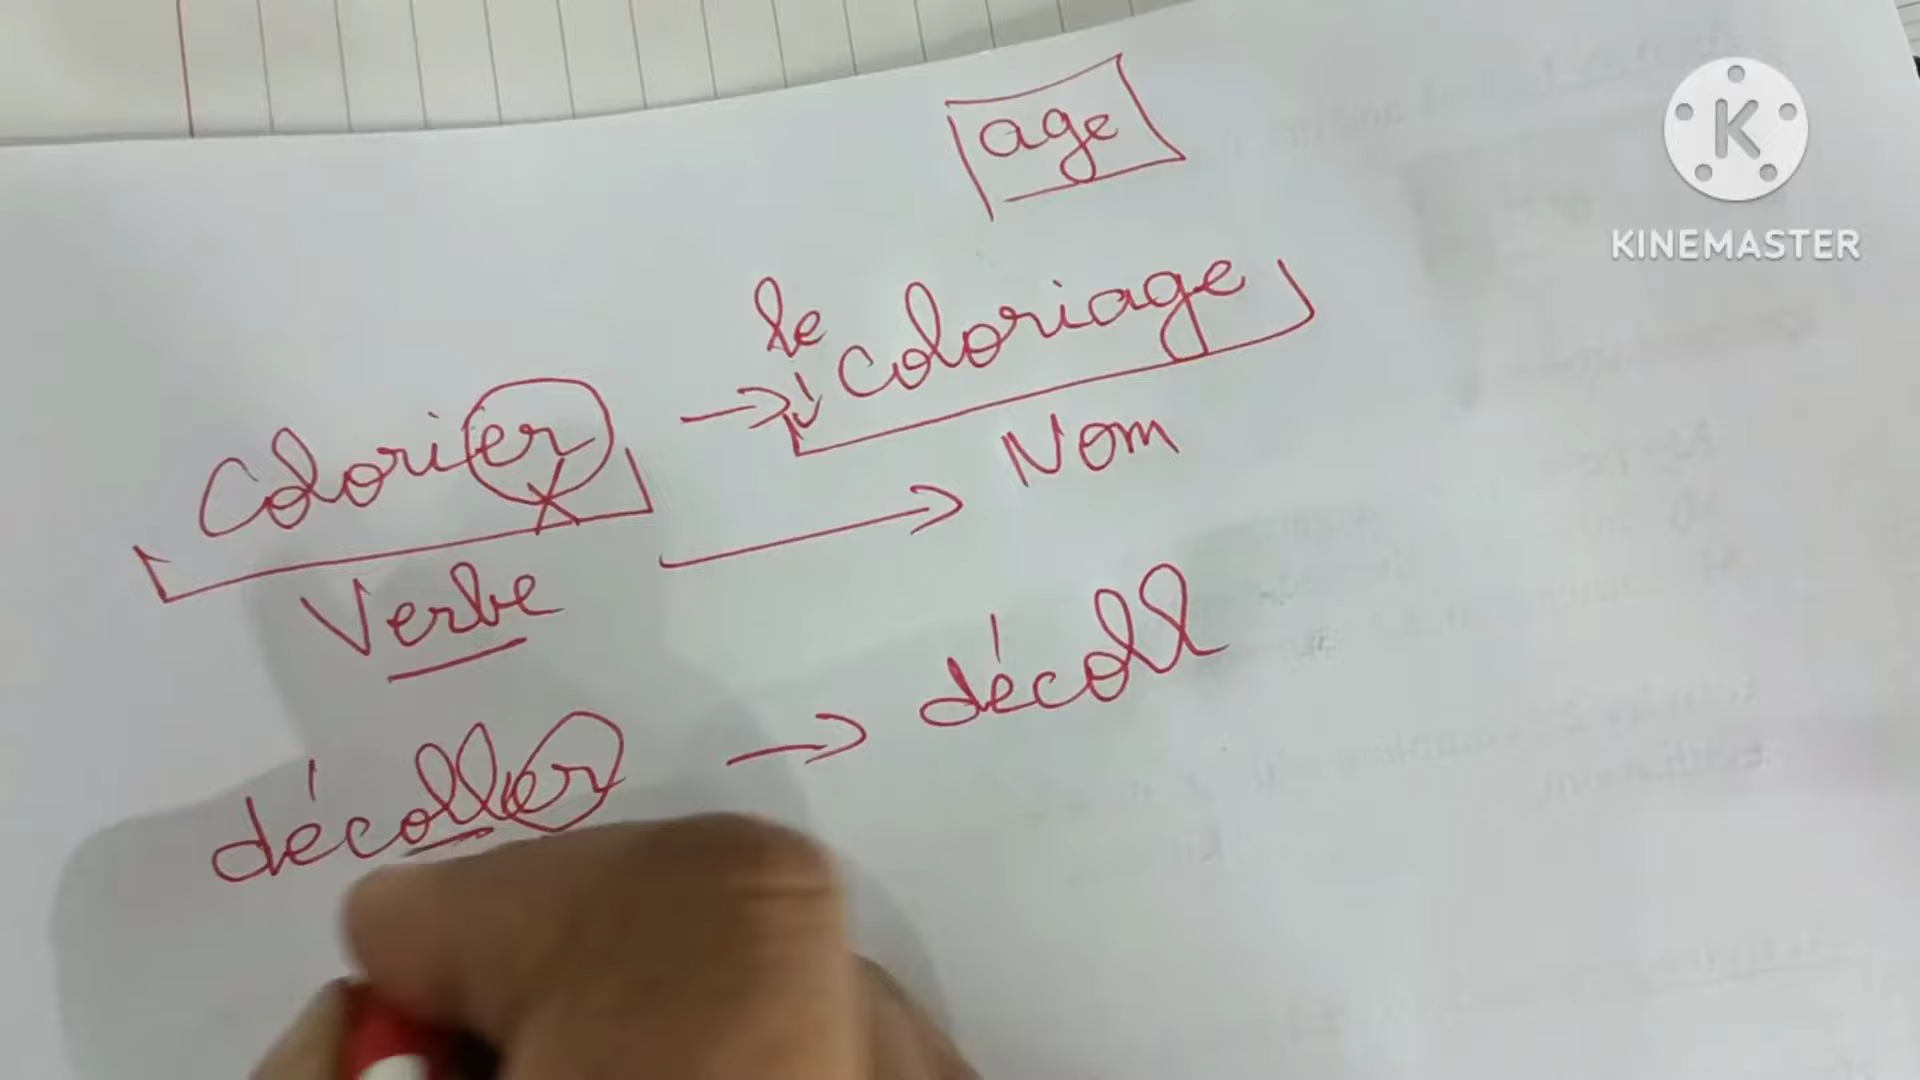 age
KINEMASTER
Colorier → le coloriage
Verbe → Nom
décoller → décoll